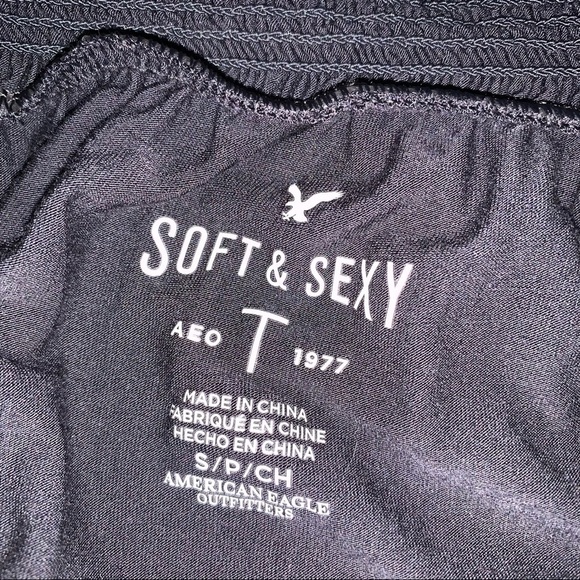 SOFT & SEXY
AEO T 1977
MADE IN CHINA
FABRIQUÉ EN CHINE
HECHO EN CHINA
S/P/CH
AMERICAN EAGLE
OUTFITTERS